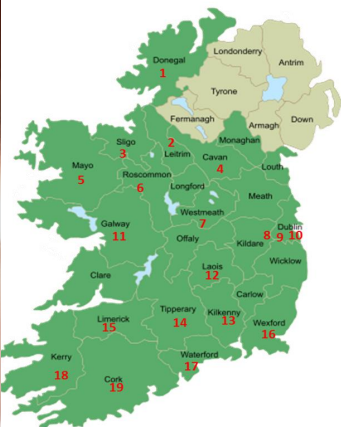 Londonderry
Antrim
Donegal
1
Tyrone
Fermanagh
Armagh
Down
Sligo
3
2
Leitrim
Monaghan
Cavan
4
Louth
Mayo
5
Roscommon
6
Longford
Meath
Westmeath
7
Galway
11
Offaly
Kildare
8
Dublin
9
10
Wicklow
Clare
Laois
12
Carlow
Limerick
15
Tipperary
14
Kilkenny
13
Wexford
16
Waterford
17
Kerry
18
Cork
19